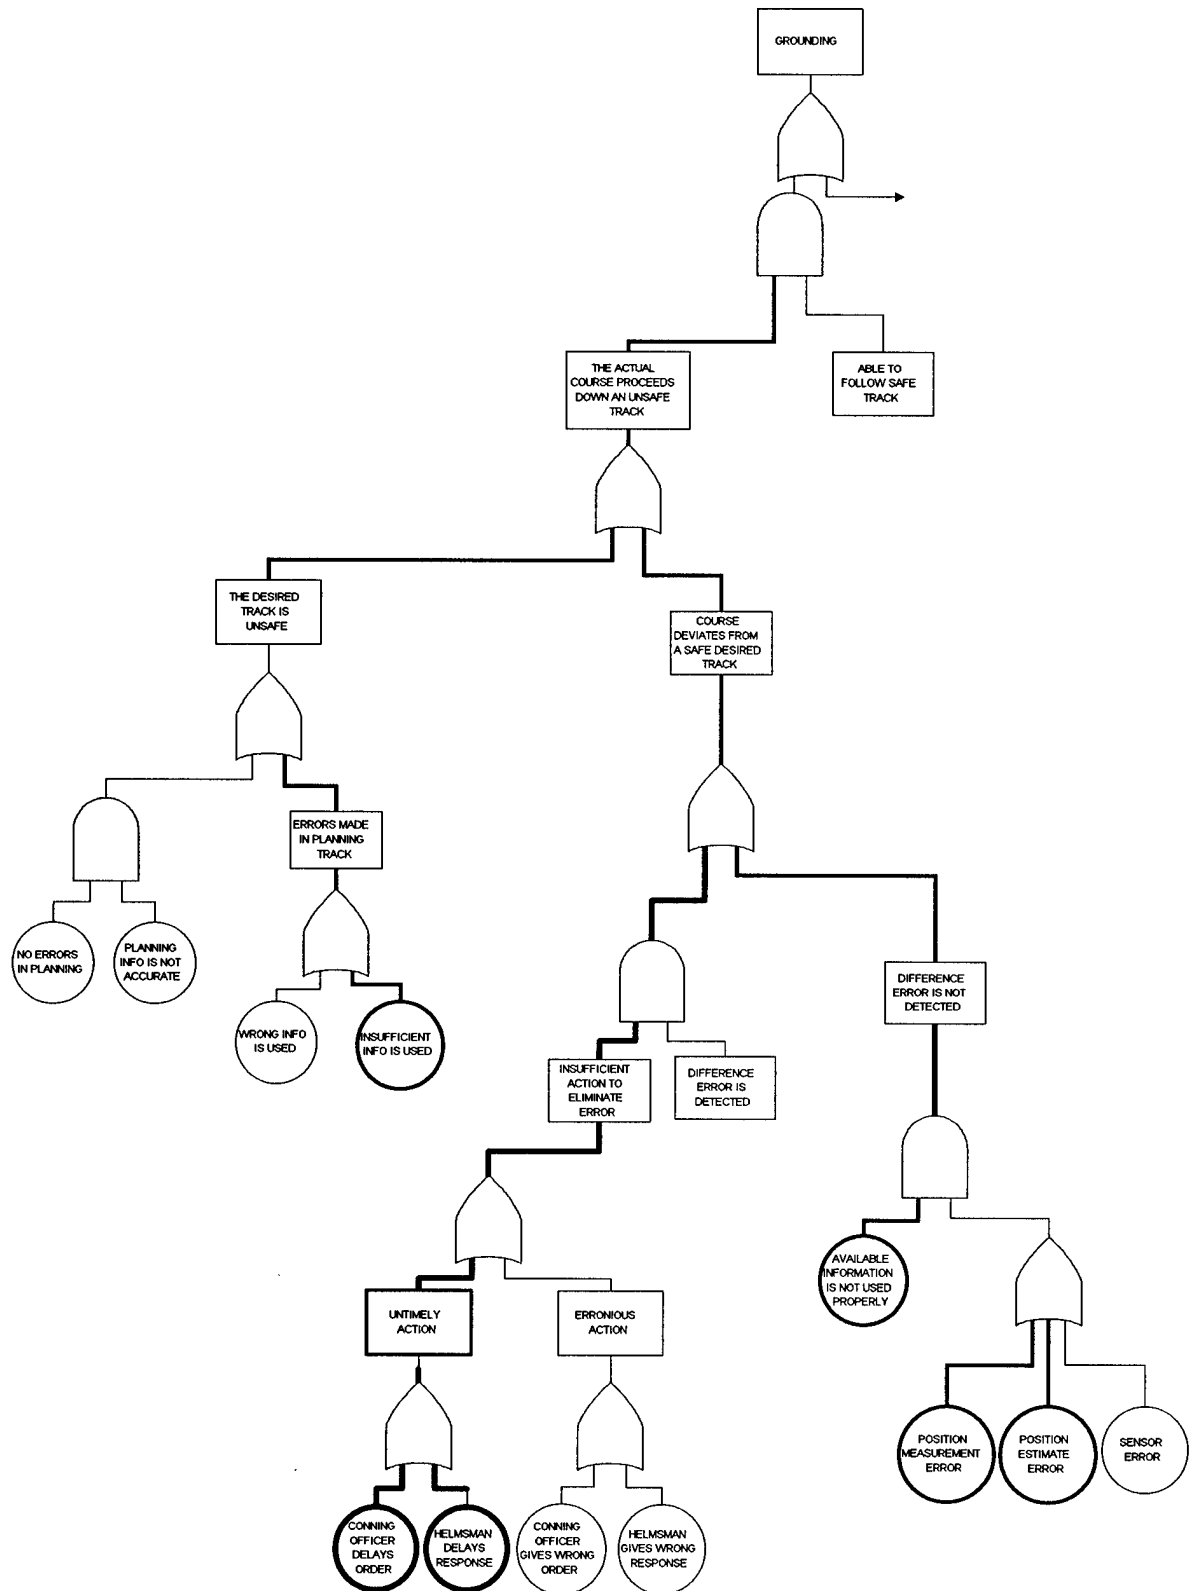 GROUNDING
THE ACTUAL
COURSE PROCEEDS
DOWN AN UNSAFE
TRACK
ABLE TO
FOLLOW SAFE
TRACK
THE DESIRED
TRACK IS
UNSAFE
COURSE
DEVIATES FROM
A SAFE DESIRED
TRACK
ERRORS MADE
IN PLANNING
TRACK
NO ERRORS
IN PLANNING
PLANNING
INFO IS NOT
ACCURATE
WRONG INFO
IS USED
INSUFFICIENT
INFO IS USED
DIFFERENCE
ERROR IS NOT
DETECTED
INSUFFICIENT
ACTION TO
ELIMINATE
ERROR
DIFFERENCE
ERROR IS
DETECTED
AVAILABLE
INFORMATION
IS NOT USED
PROPERLY
UNTIMELY
ACTION
ERRONIOUS
ACTION
POSITION
MEASUREMENT
ERROR
POSITION
ESTIMATE
ERROR
SENSOR
ERROR
CONNING
OFFICER
DELAYS
ORDER
HELMSMAN
DELAYS
RESPONSE
CONNING
OFFICER
GIVES WRONG
ORDER
HELMSMAN
GIVES WRONG
RESPONSE